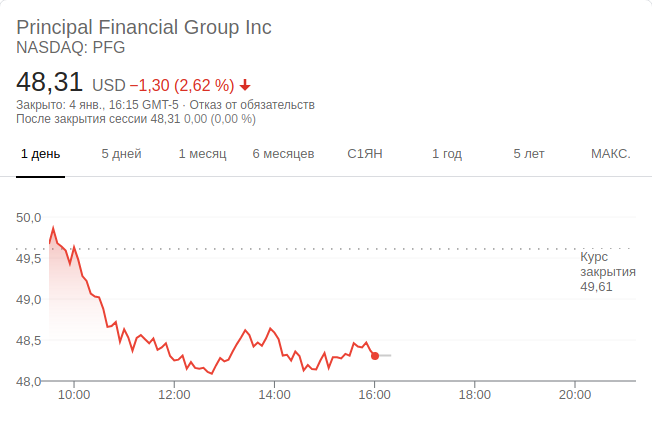 Principal Financial Group Inc
NASDAQ: PFG
48,31 USD −1,30 (2,62 %)
Закрыто: 4 янв., 16:15 GMT-5 · Отказ от обязательств
После закрытия сессии 48,31 0,00 (0,00 %)
1 день 5 дней 1 месяц 6 месяцев С1ЯН 1 год 5 лет МАКС.
50,0
49,5
49,0
48,5
48,0
Курс
закрытия
49,61
10:00 12:00 14:00 16:00 18:00 20:00